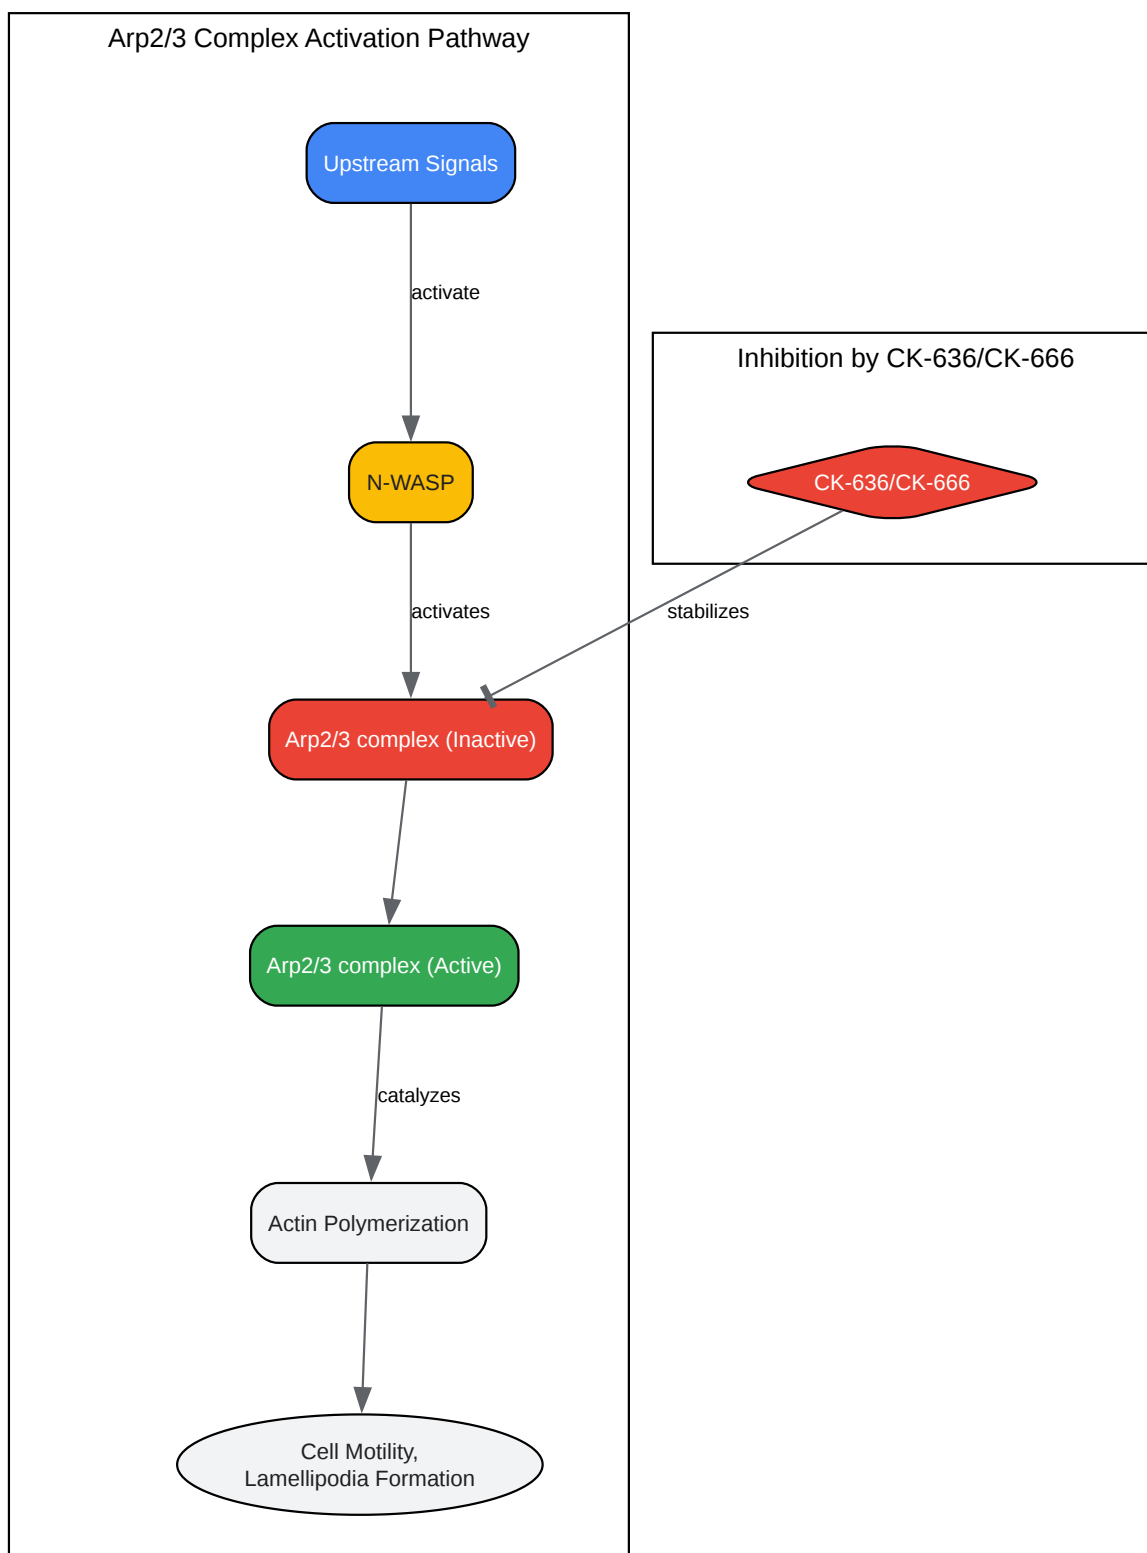 Arp2/3 Complex Activation Pathway
Upstream Signals
activate
Inhibition by CK-636/CK-666
N-WASP
CK-636/CK-666
activates
stabilizes
Arp2/3 complex (Inactive)
Arp2/3 complex (Active)
catalyzes
Actin Polymerization
Cell Motility,
Lamellipodia Formation